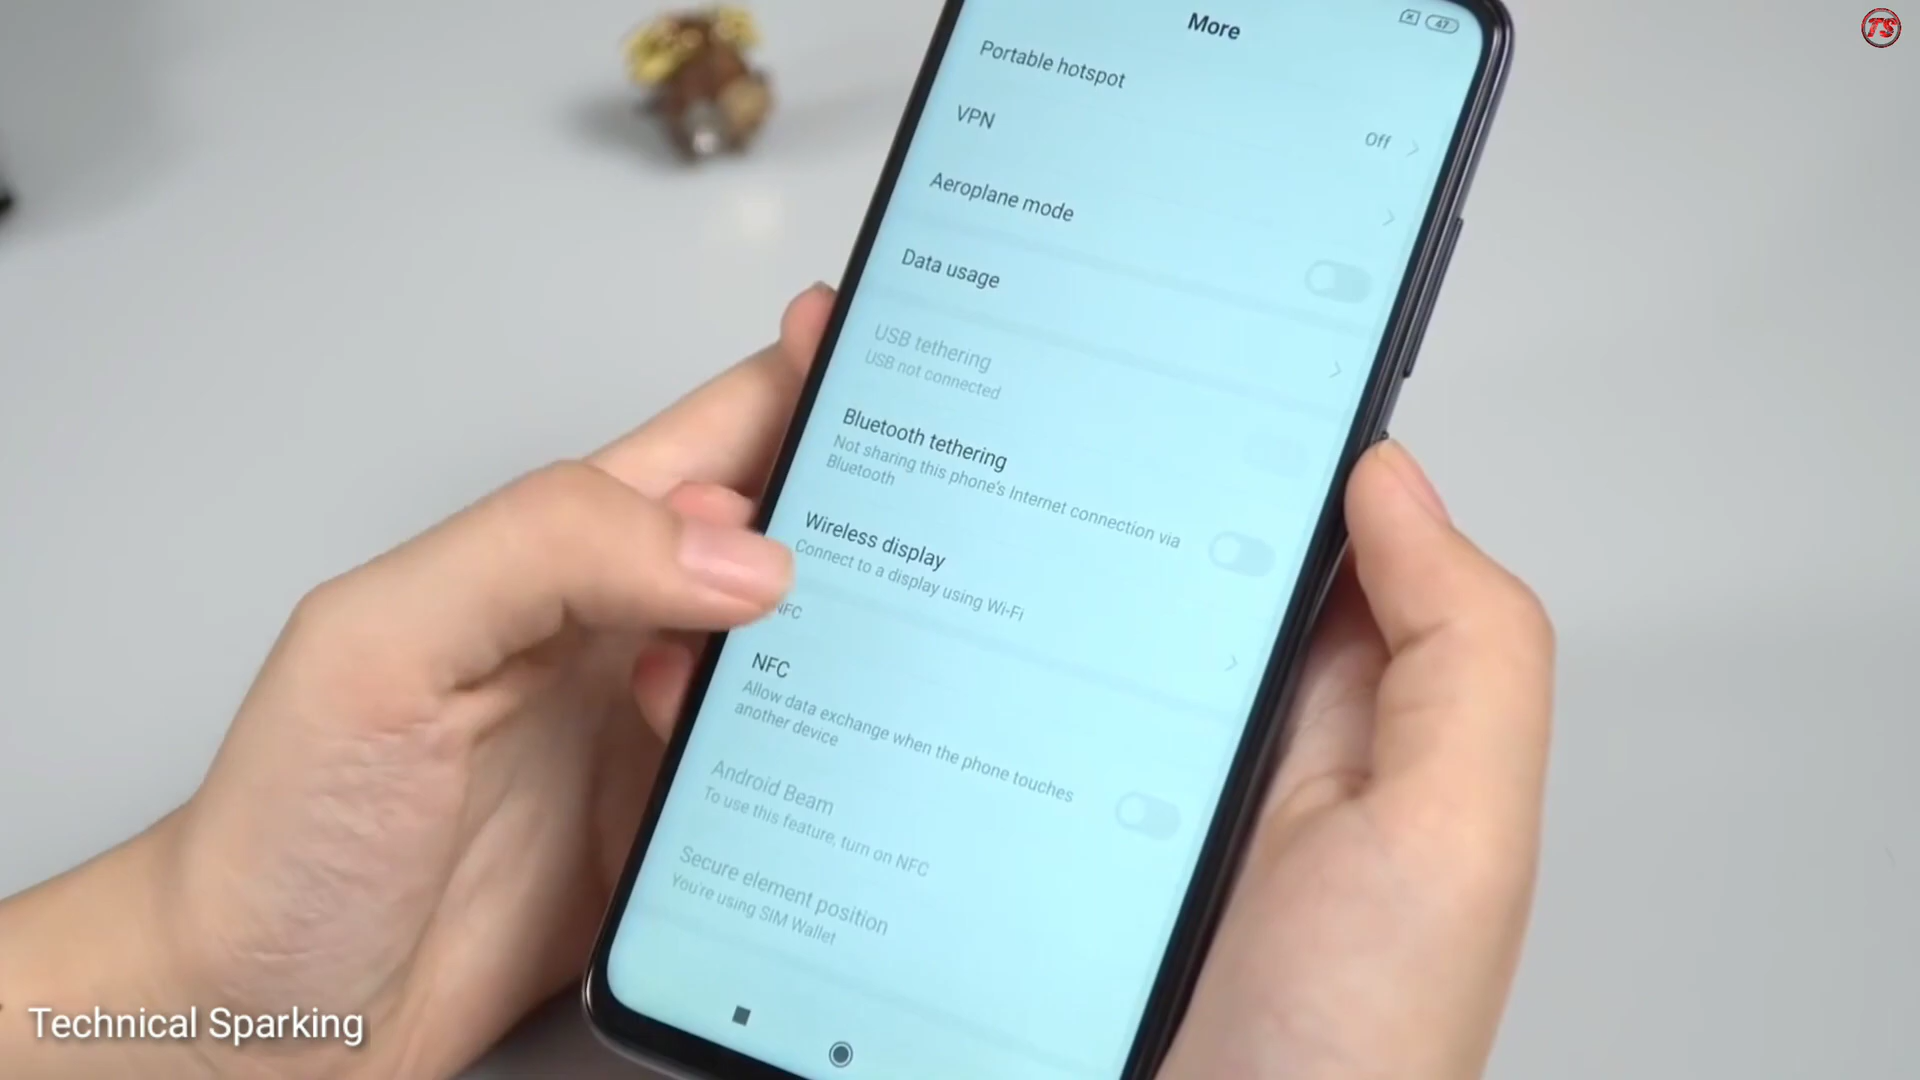 More
47
TS
Portable hotspot
VPN
Off
Aeroplane mode
Data usage
USB tethering
USB not connected
Bluetooth tethering
Not sharing this phone's Internet connection via
Bluetooth
Wireless display
Connect to a display using Wi-Fi
NFC
NFC
Allow data exchange when the phone touches
another device
Android Beam
To use this feature, turn on NFC
Secure element position
You're using SIM Wallet
Technical Sparking